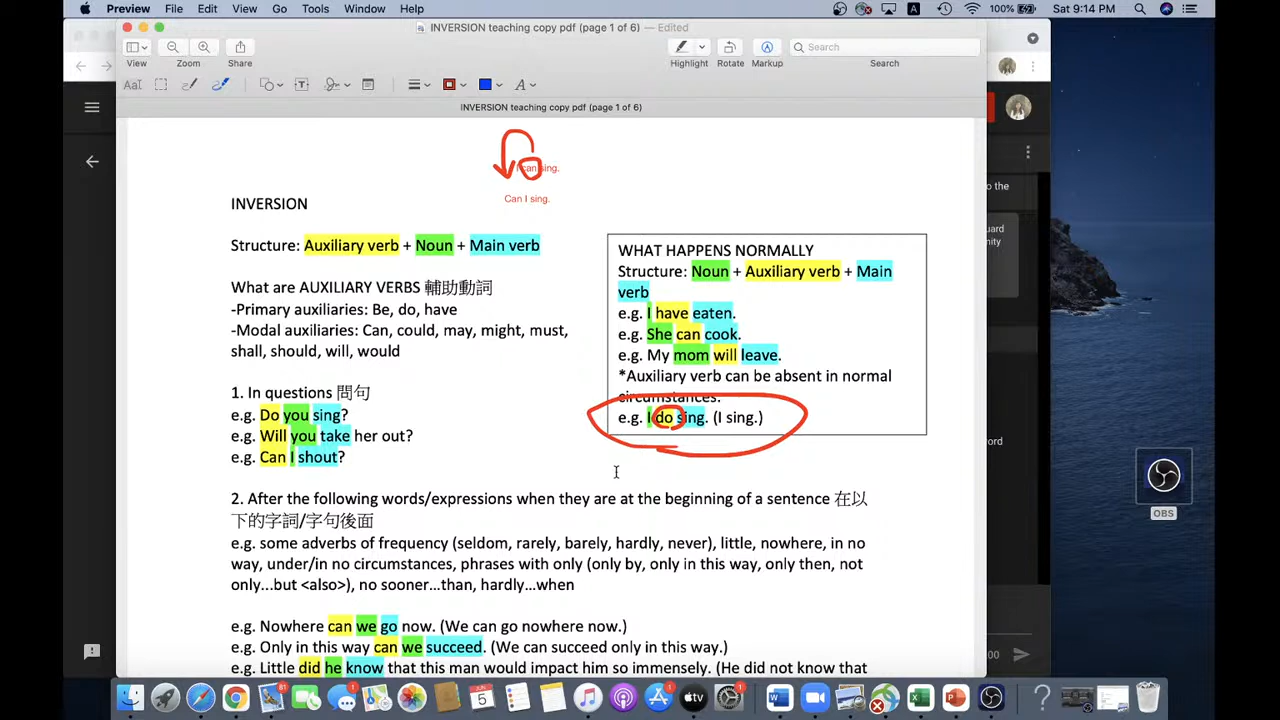 Preview File Edit View Go Tools Window Help
100% Sat 9:14 PM
INVERSION teaching copy pdf (page 1 of 6) — Edited
View Zoom Share Highlight Rotate Markup Search
Search
INVERSION teaching copy pdf (page 1 of 6)
I can sing.
Can I sing.
INVERSION
Structure: Auxiliary verb + Noun + Main verb
What are AUXILIARY VERBS 輔助動詞
-Primary auxiliaries: Be, do, have
-Modal auxiliaries: Can, could, may, might, must,
shall, should, will, would
1. In questions 問句
e.g. Do you sing?
e.g. Will you take her out?
e.g. Can I shout?
WHAT HAPPENS NORMALLY
Structure: Noun + Auxiliary verb + Main
verb
e.g. I have eaten.
e.g. She can cook.
e.g. My mom will leave.
*Auxiliary verb can be absent in normal
circumstances.
e.g. I do sing. (I sing.)
2. After the following words/expressions when they are at the beginning of a sentence 在以
下的字詞/字句後面
e.g. some adverbs of frequency (seldom, rarely, barely, hardly, never), little, nowhere, in no
way, under/in no circumstances, phrases with only (only by, only in this way, only then, not
only...but <also>), no sooner...than, hardly...when
e.g. Nowhere can we go now. (We can go nowhere now.)
e.g. Only in this way can we succeed. (We can succeed only in this way.)
e.g. Little did he know that this man would impact him so immensely. (He did not know that
OBS